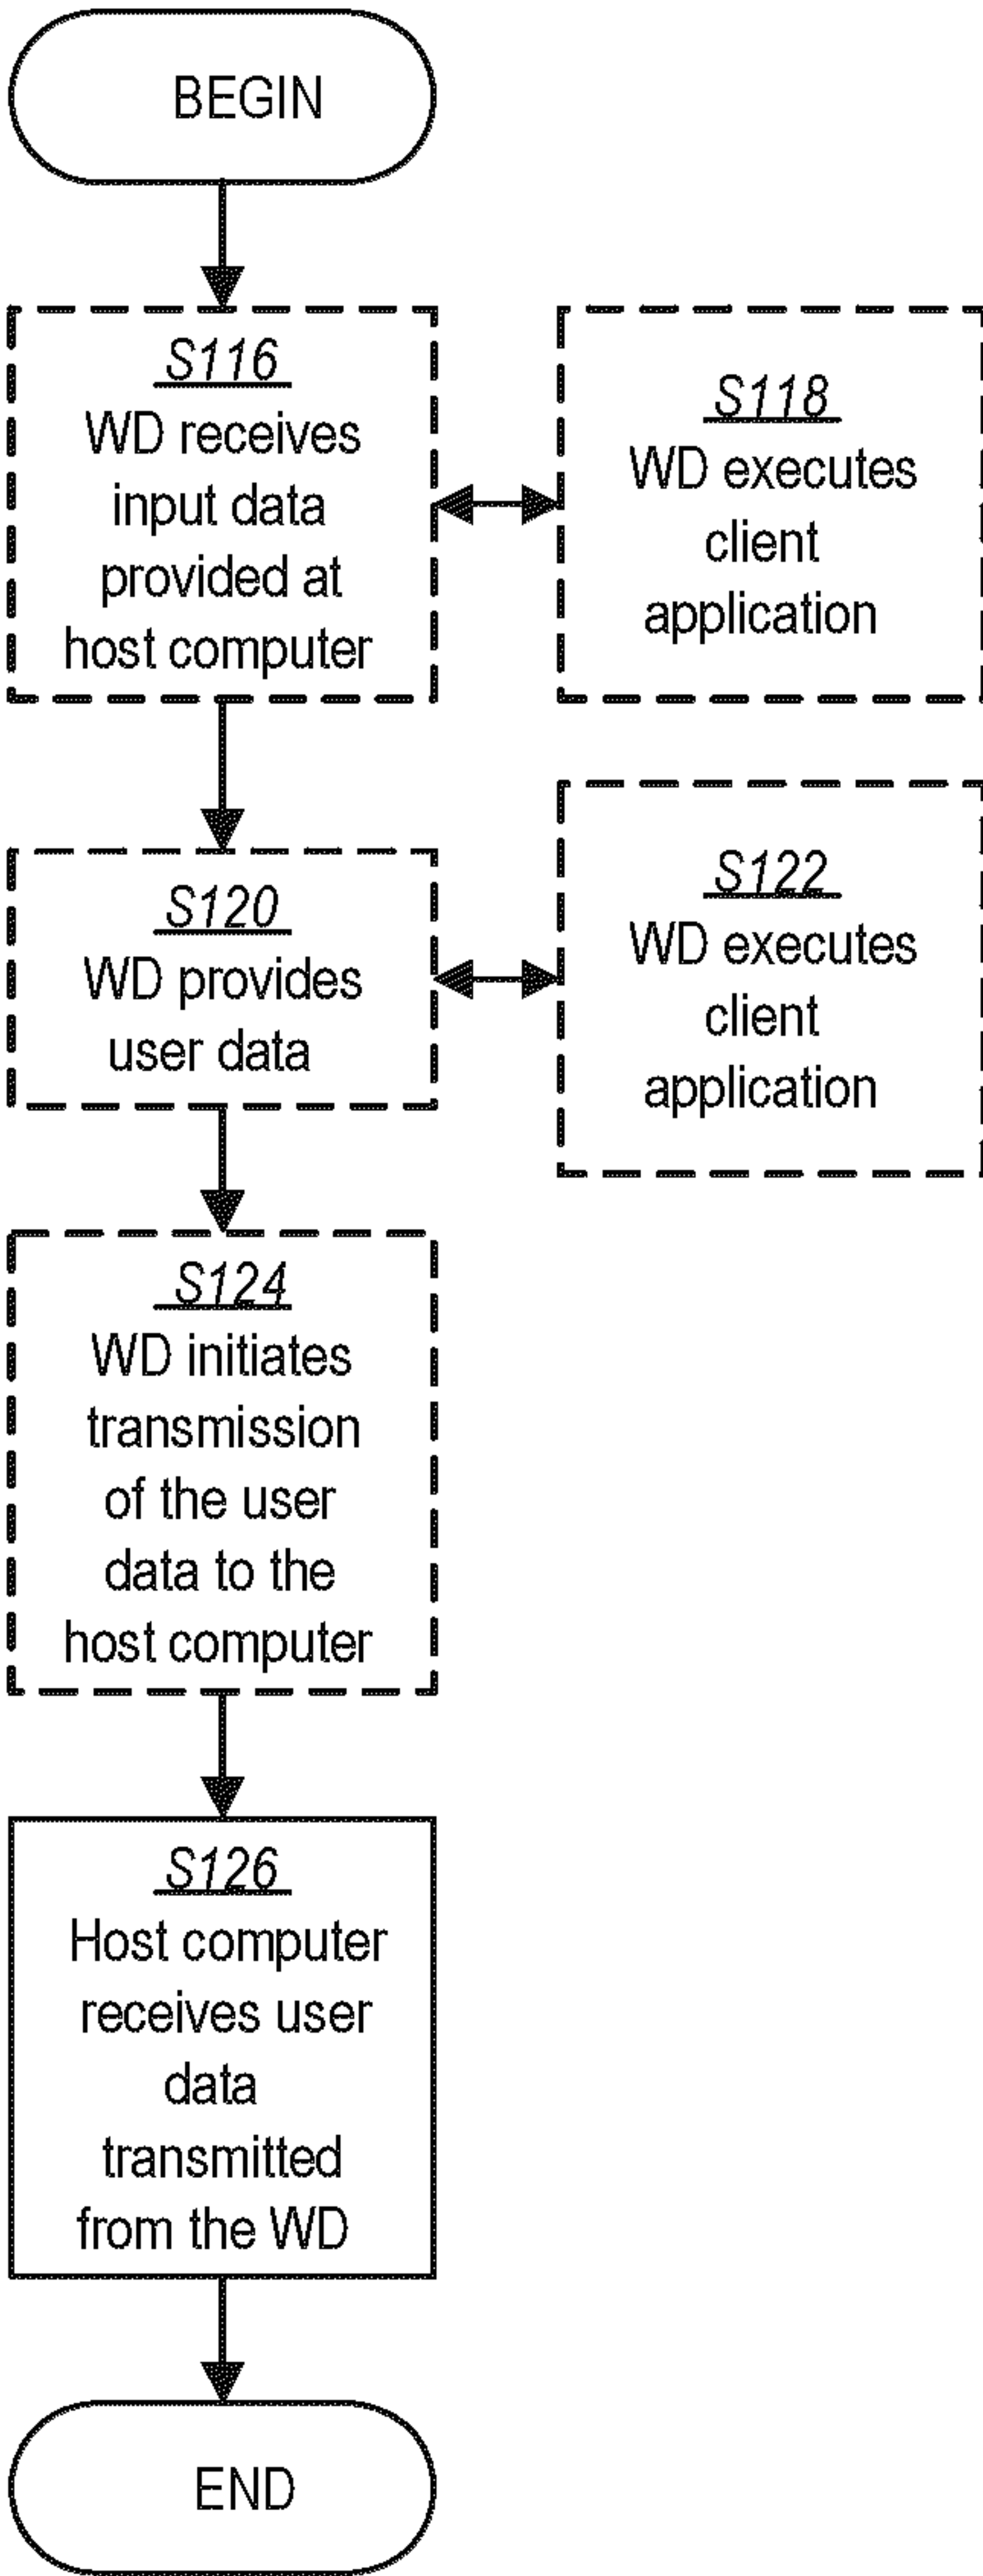 BEGIN
S116
WD receives
input data
provided at
host computer
S118
WD executes
client
application
S120
WD provides
user data
S122
WD executes
client
application
S124
WD initiates
transmission
of the user
data to the
host computer
S126
Host computer
receives user
data
transmitted
from the WD
END